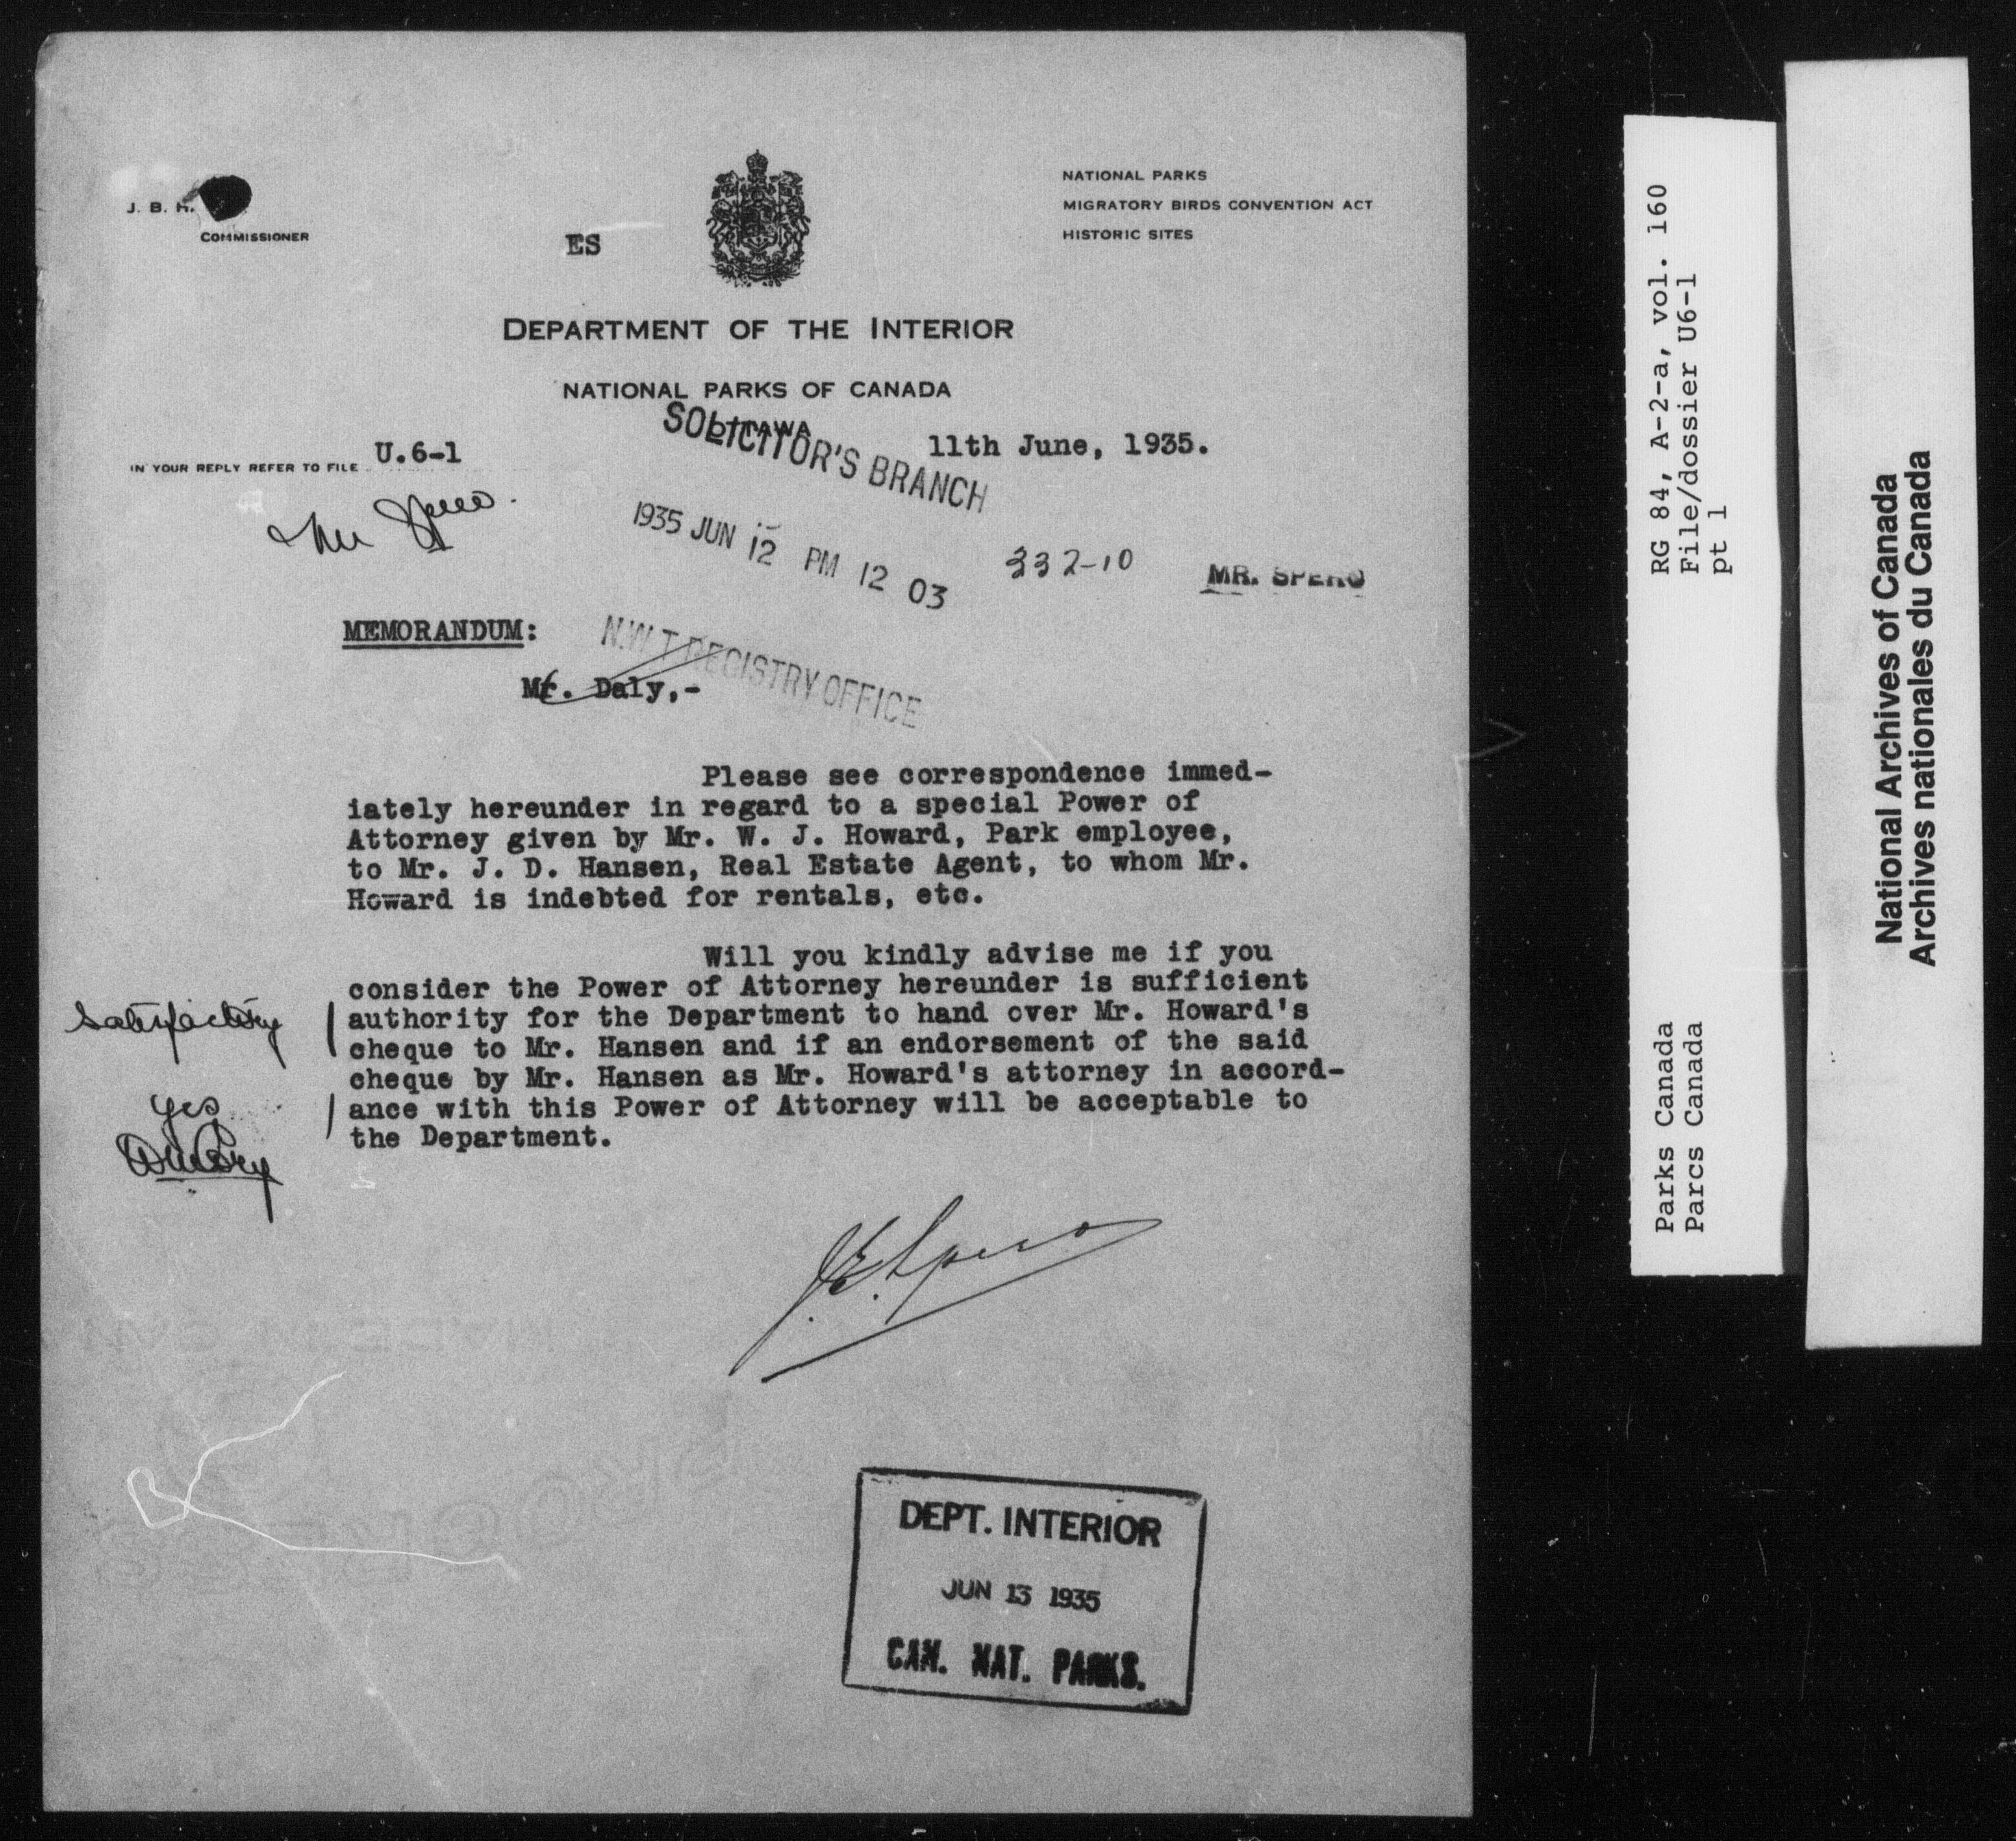 J. B. H.
COMMISSIONER
ES
NATIONAL PARKS
MIGRATORY BIRDS CONVENTION ACT
HISTORIC SITES
DEPARTMENT OF THE INTERIOR
NATIONAL PARKS OF CANADA
OTTAWA
SOLICITOR'S BRANCH
11th June, 1935.
IN YOUR REPLY REFER TO FILE U.6-1
Mr Spero.
1935 JUN 12 PM 12 03
332-10
MR. SPERO
MEMORANDUM:
N.W.T REGISTRY OFFICE
Mr. Daly,-
Please see correspondence immed-
iately hereunder in regard to a special Power of
Attorney given by Mr. W. J. Howard, Park employee,
to Mr. J. D. Hansen, Real Estate Agent, to whom Mr.
Howard is indebted for rentals, etc.
Will you kindly advise me if you
consider the Power of Attorney hereunder is sufficient
authority for the Department to hand over Mr. Howard's
cheque to Mr. Hansen and if an endorsement of the said
cheque by Mr. Hansen as Mr. Howard's attorney in accord-
ance with this Power of Attorney will be acceptable to
the Department.
Satisfactory
Yes
J.E. Spero
DEPT. INTERIOR
JUN 13 1935
CAN. NAT. PARKS.
RG 84, A-2-a, vol. 160
File/dossier U6-1
pt 1
Parks Canada
Parcs Canada
National Archives of Canada
Archives nationales du Canada